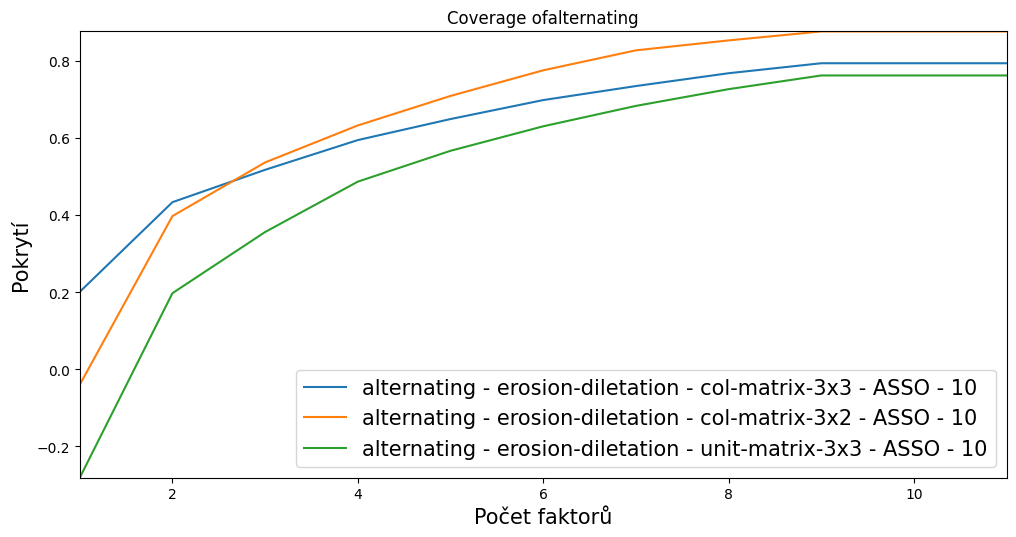 Coverage ofalternating
Pokrytí
0.8
0.6
0.4
0.2
0.0
−0.2
alternating - erosion-diletation - col-matrix-3x3 - ASSO - 10
alternating - erosion-diletation - col-matrix-3x2 - ASSO - 10
alternating - erosion-diletation - unit-matrix-3x3 - ASSO - 10
2 4 6 8 10
Počet faktorů